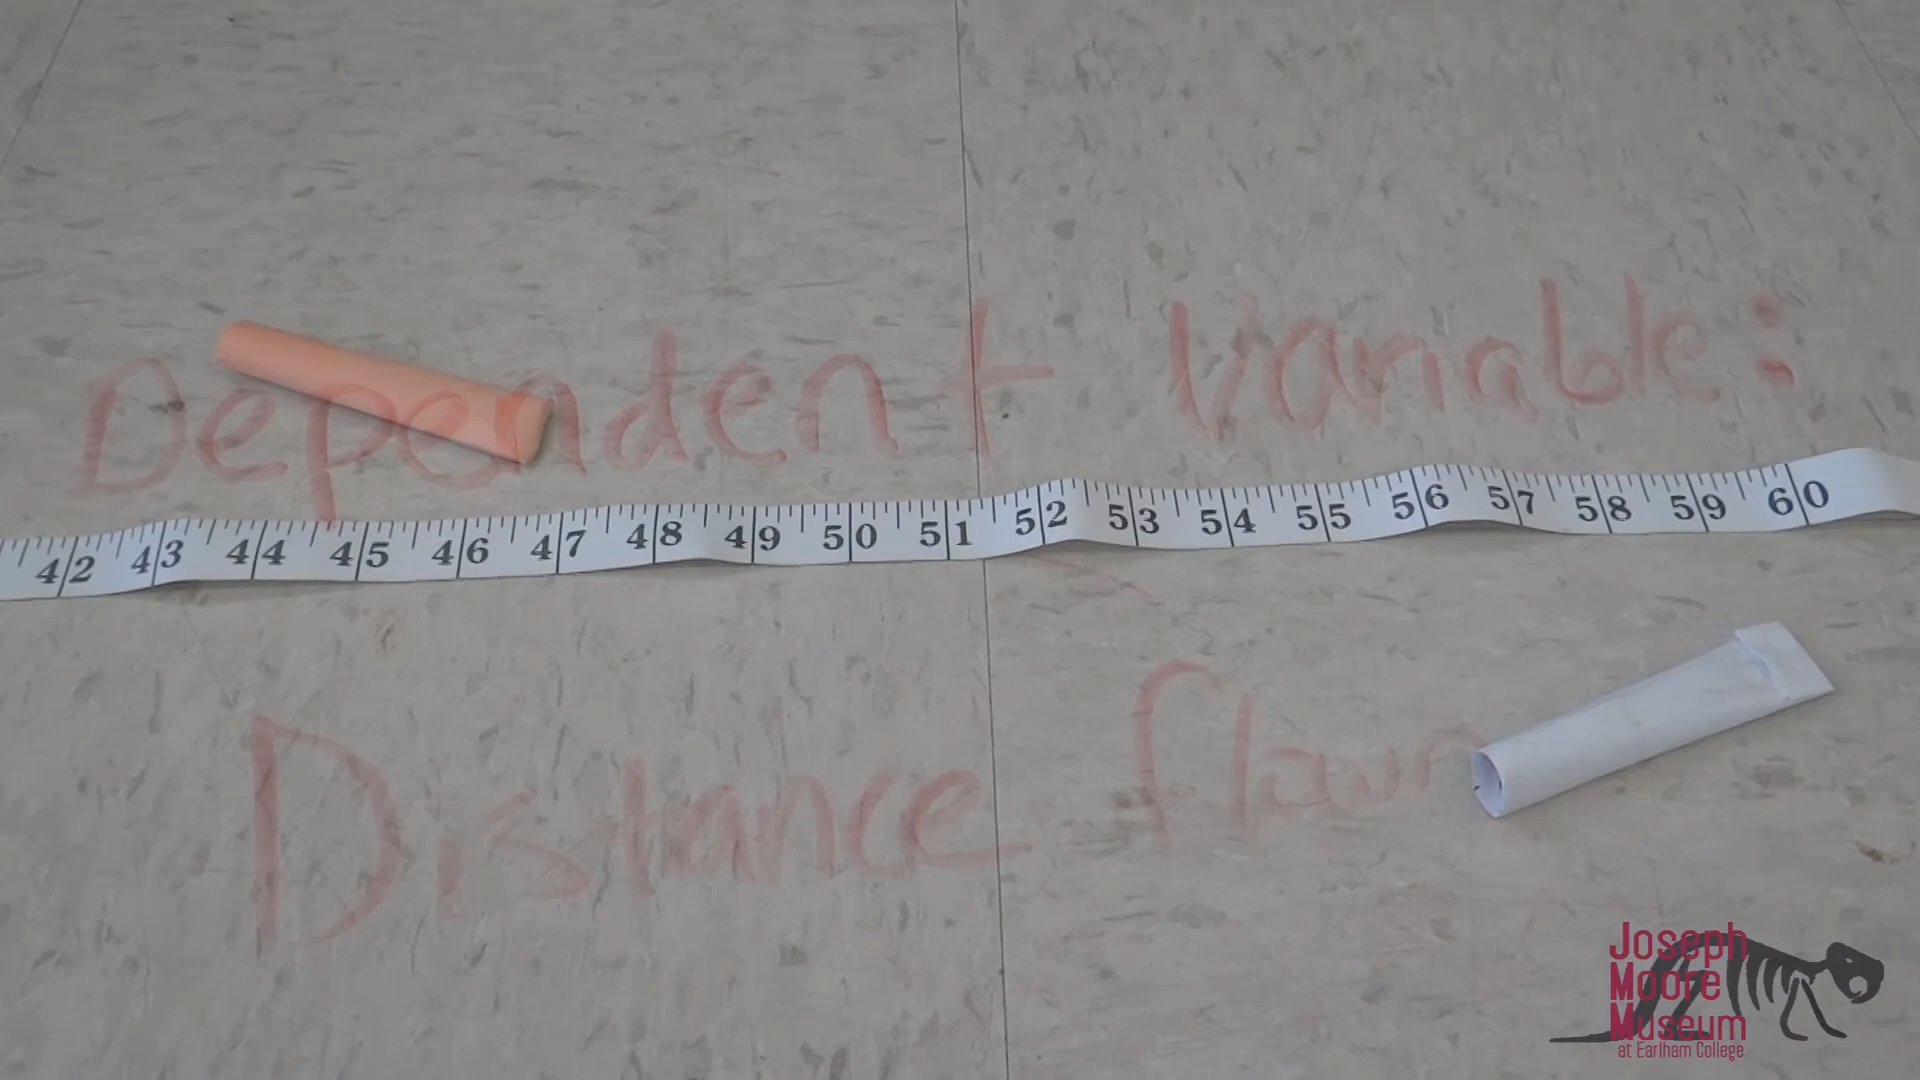 Dependent Variable:
42 43 44 45 46 47 48 49 50 51 52 53 54 55 56 57 58 59 60
Distance flown
Joseph
Moore
Museum
at Earlham College